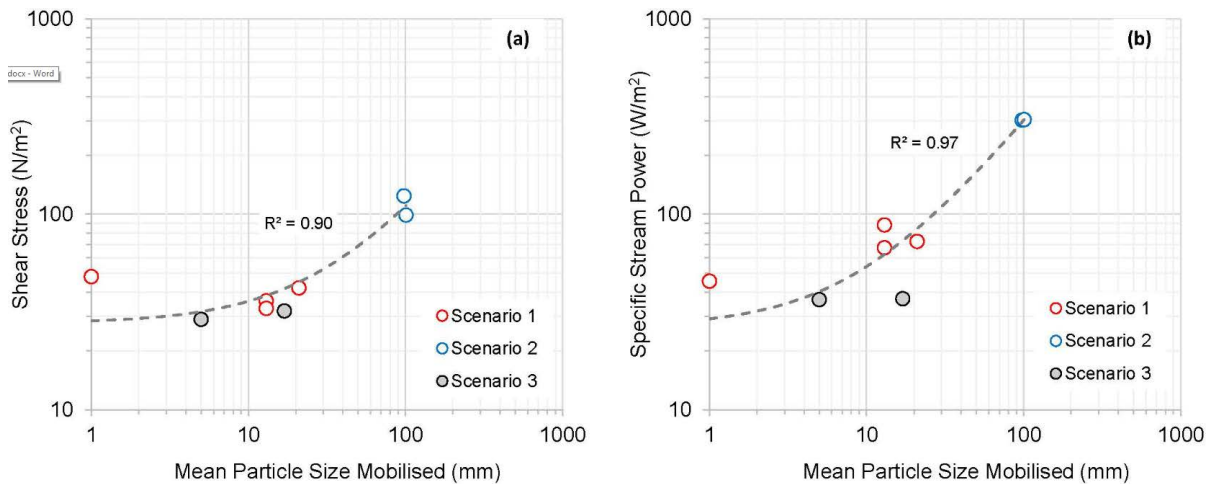 docx - Word
1000
100
10
1
10
100
1000
Shear Stress (N/m²)
Mean Particle Size Mobilised (mm)
(a)
R² = 0.90
Scenario 1
Scenario 2
Scenario 3
1000
100
10
1
10
100
1000
Specific Stream Power (W/m²)
Mean Particle Size Mobilised (mm)
(b)
R² = 0.97
Scenario 1
Scenario 2
Scenario 3